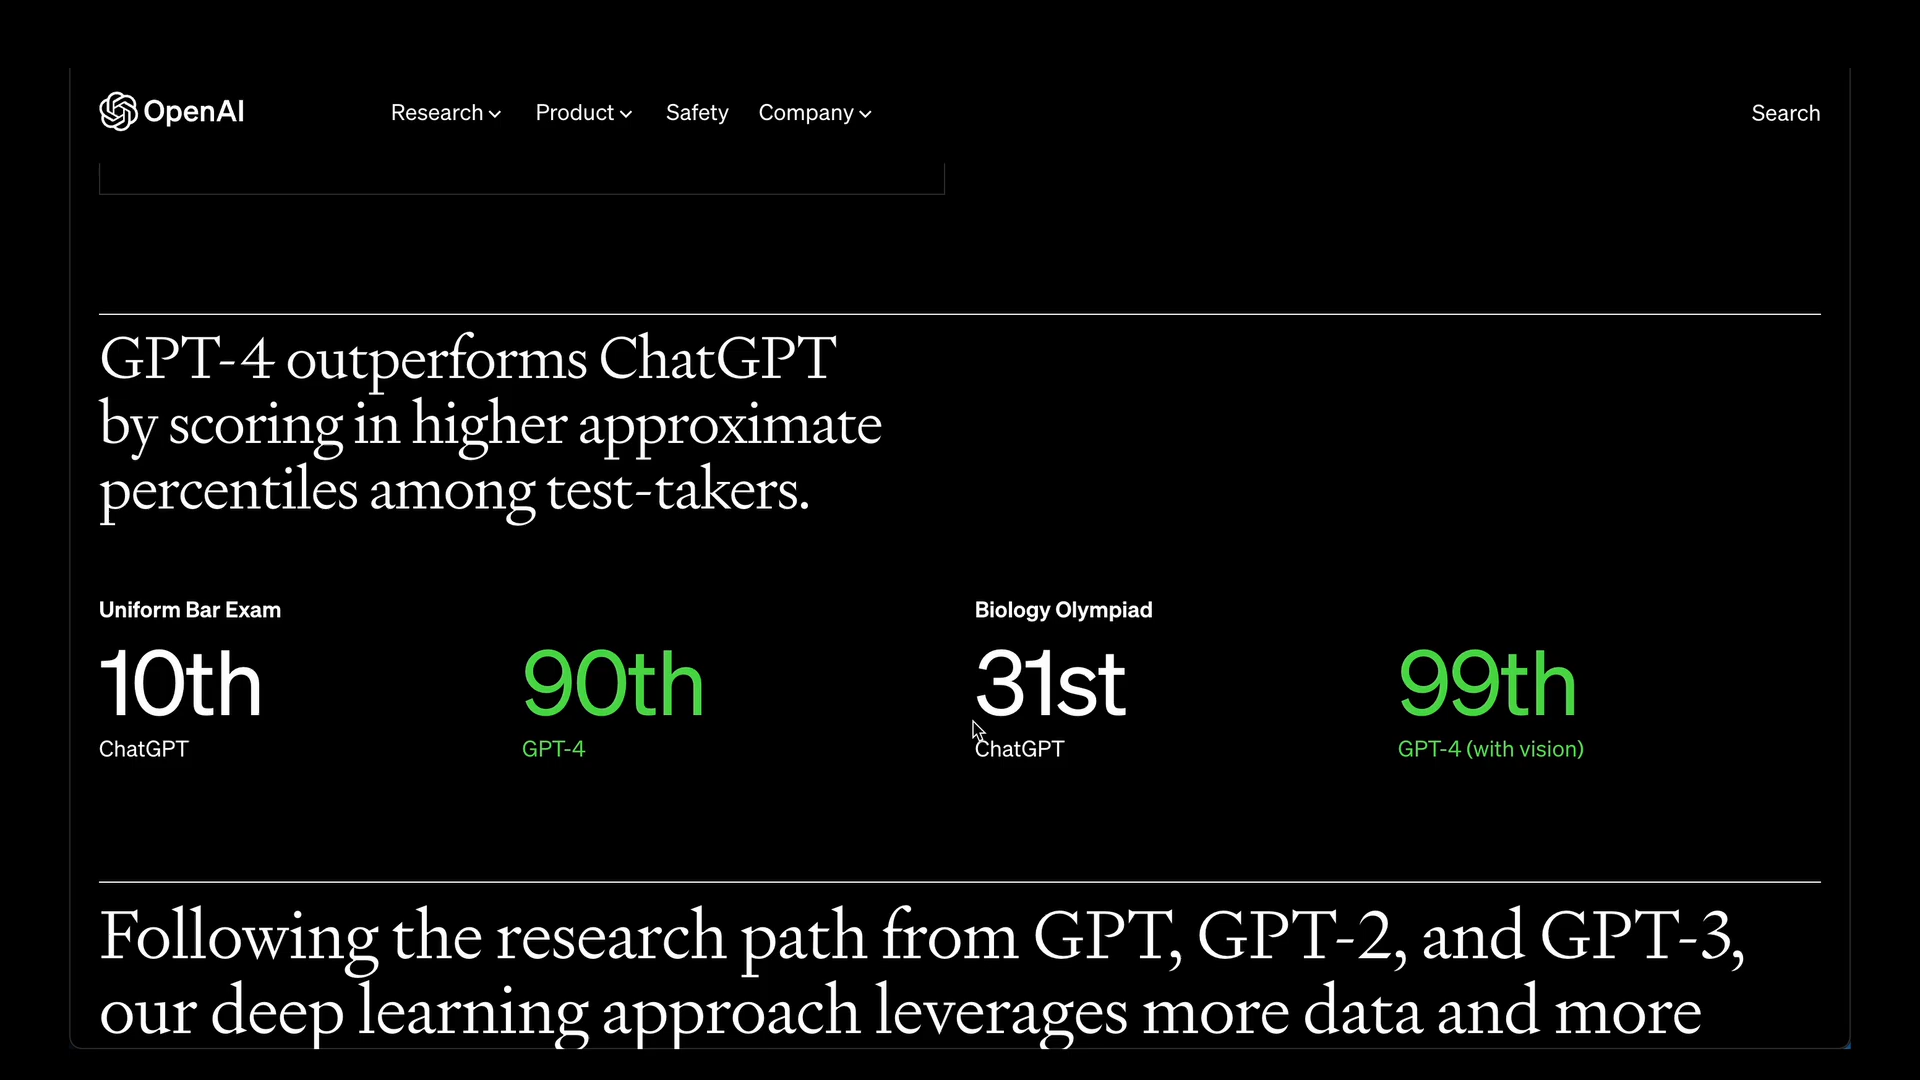 OpenAI
Research
Product
Safety
Company
Search
GPT-4 outperforms ChatGPT
by scoring in higher approximate
percentiles among test-takers.
Uniform Bar Exam
10th
ChatGPT
90th
GPT-4
Biology Olympiad
31st
ChatGPT
99th
GPT-4 (with vision)
Following the research path from GPT, GPT-2, and GPT-3,
our deep learning approach leverages more data and more